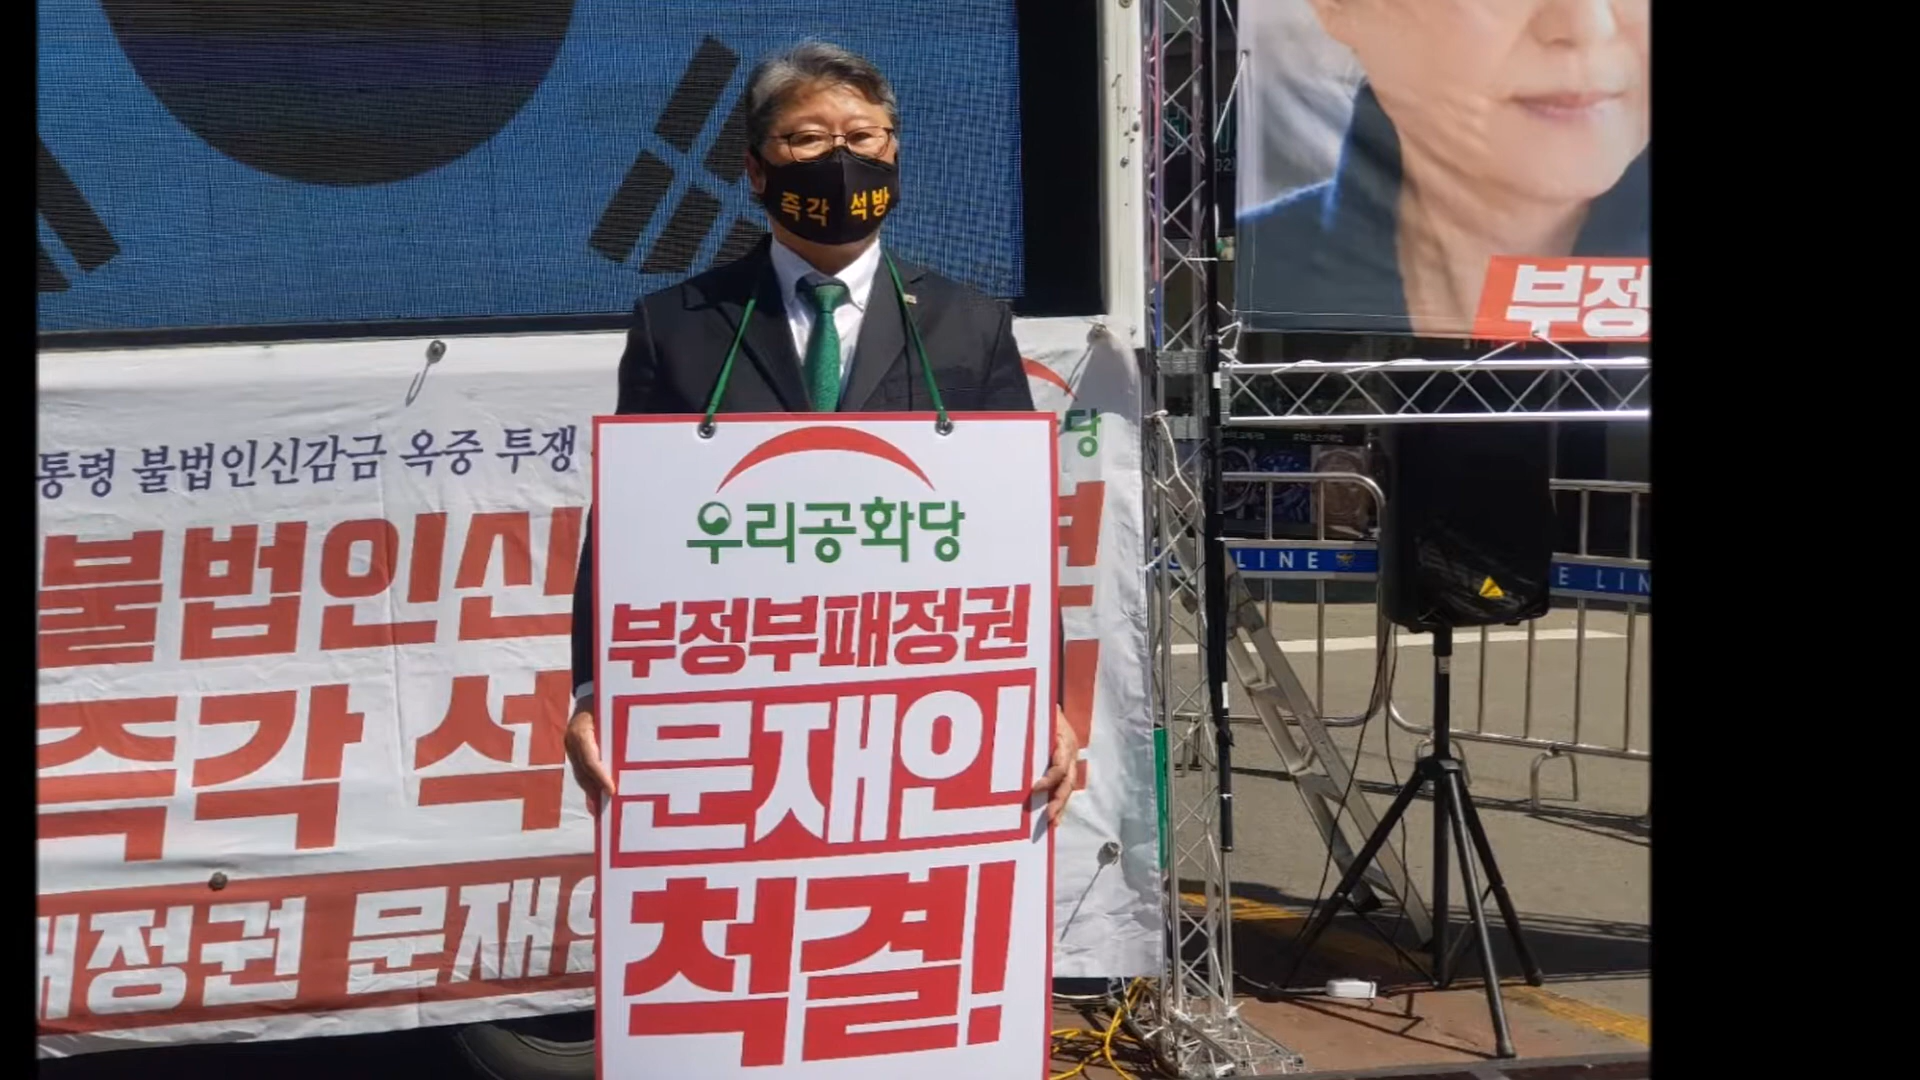 즉각 석방
부정
통령 불법인신감금 옥중 투쟁
당
불법인신
즉각 석
정권 문재
우리공화당
부정부패정권
문재인
척결!
LINE
E LIN